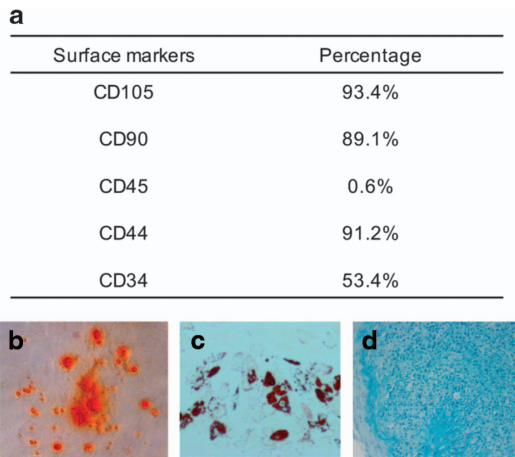 a
Surface markers Percentage
CD105 93.4%
CD90 89.1%
CD45 0.6%
CD44 91.2%
CD34 53.4%
b c d